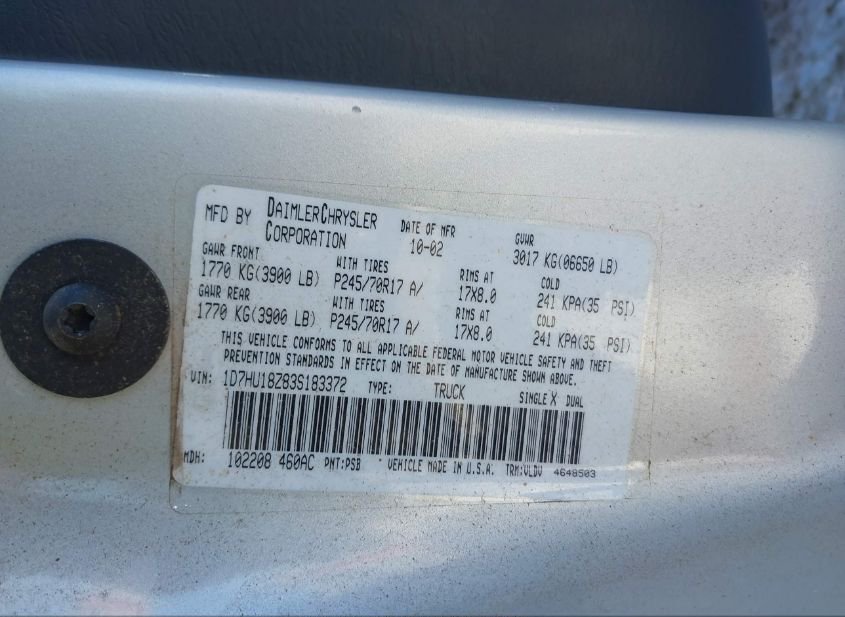 MFD BY DAIMLERCHRYSLER CORPORATION DATE OF MFR 10-02 GVWR 3017 KG(06650 LB)
GAWR FRONT WITH TIRES RIMS AT COLD
1770 KG(3900 LB) P245/70R17 A/ 17X8.0 241 KPA(35 PSI)
GAWR REAR WITH TIRES RIMS AT COLD
1770 KG(3900 LB) P245/70R17 A/ 17X8.0 241 KPA(35 PSI)
THIS VEHICLE CONFORMS TO ALL APPLICABLE FEDERAL MOTOR VEHICLE SAFETY AND THEFT
PREVENTION STANDARDS IN EFFECT ON THE DATE OF MANUFACTURE SHOWN ABOVE.
VIN: 1D7HU18Z83S183372 TYPE: TRUCK SINGLE X DUAL
MDH: 102208 460AC PNT:PSB VEHICLE MADE IN U.S.A. TRM:VLDV 4648503